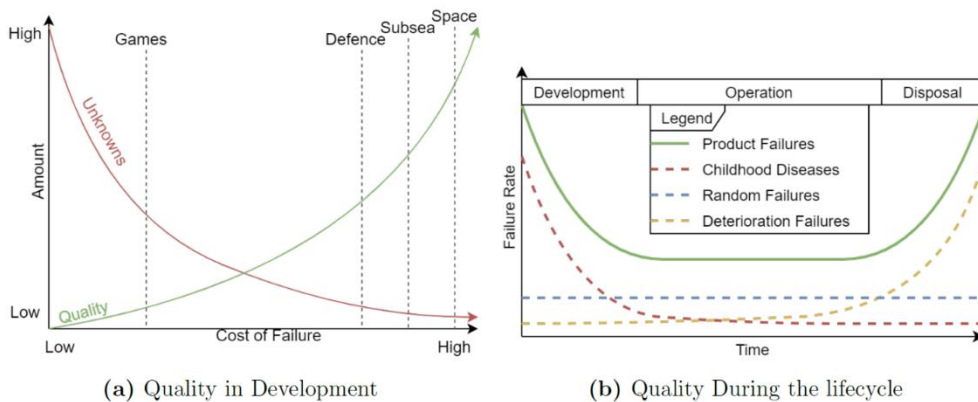 High
Games
Defence
Subsea
Space
Unknowns
Amount
Quality
Low
Cost of Failure
Low
High
(a) Quality in Development
Development
Operation
Disposal
Legend
Product Failures
Childhood Diseases
Random Failures
Deterioration Failures
Failure Rate
Time
(b) Quality During the lifecycle